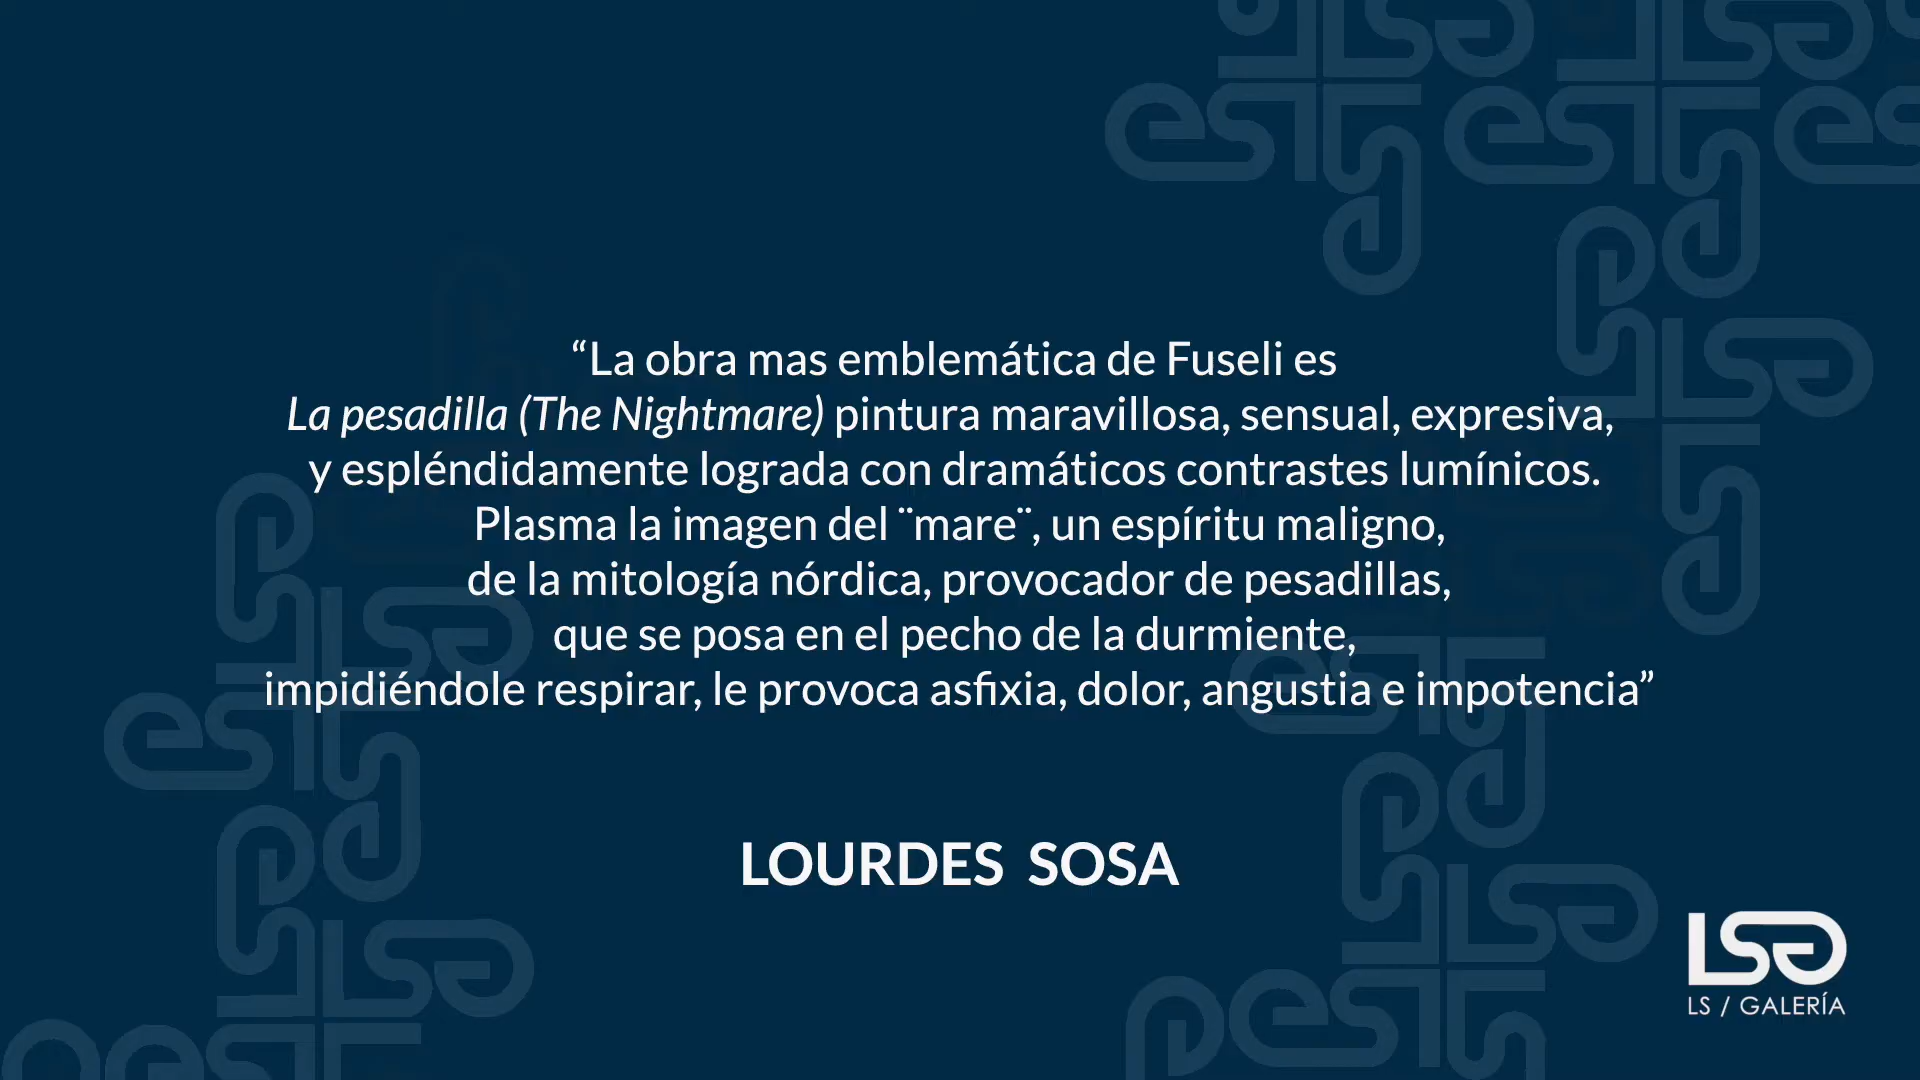 “La obra mas emblemática de Fuseli es
La pesadilla (The Nightmare) pintura maravillosa, sensual, expresiva,
y espléndidamente lograda con dramáticos contrastes lumínicos.
Plasma la imagen del ¨mare¨, un espíritu maligno,
de la mitología nórdica, provocador de pesadillas,
que se posa en el pecho de la durmiente,
impidiéndole respirar, le provoca asfixia, dolor, angustia e impotencia”
LOURDES SOSA
LSG
LS / GALERÍA